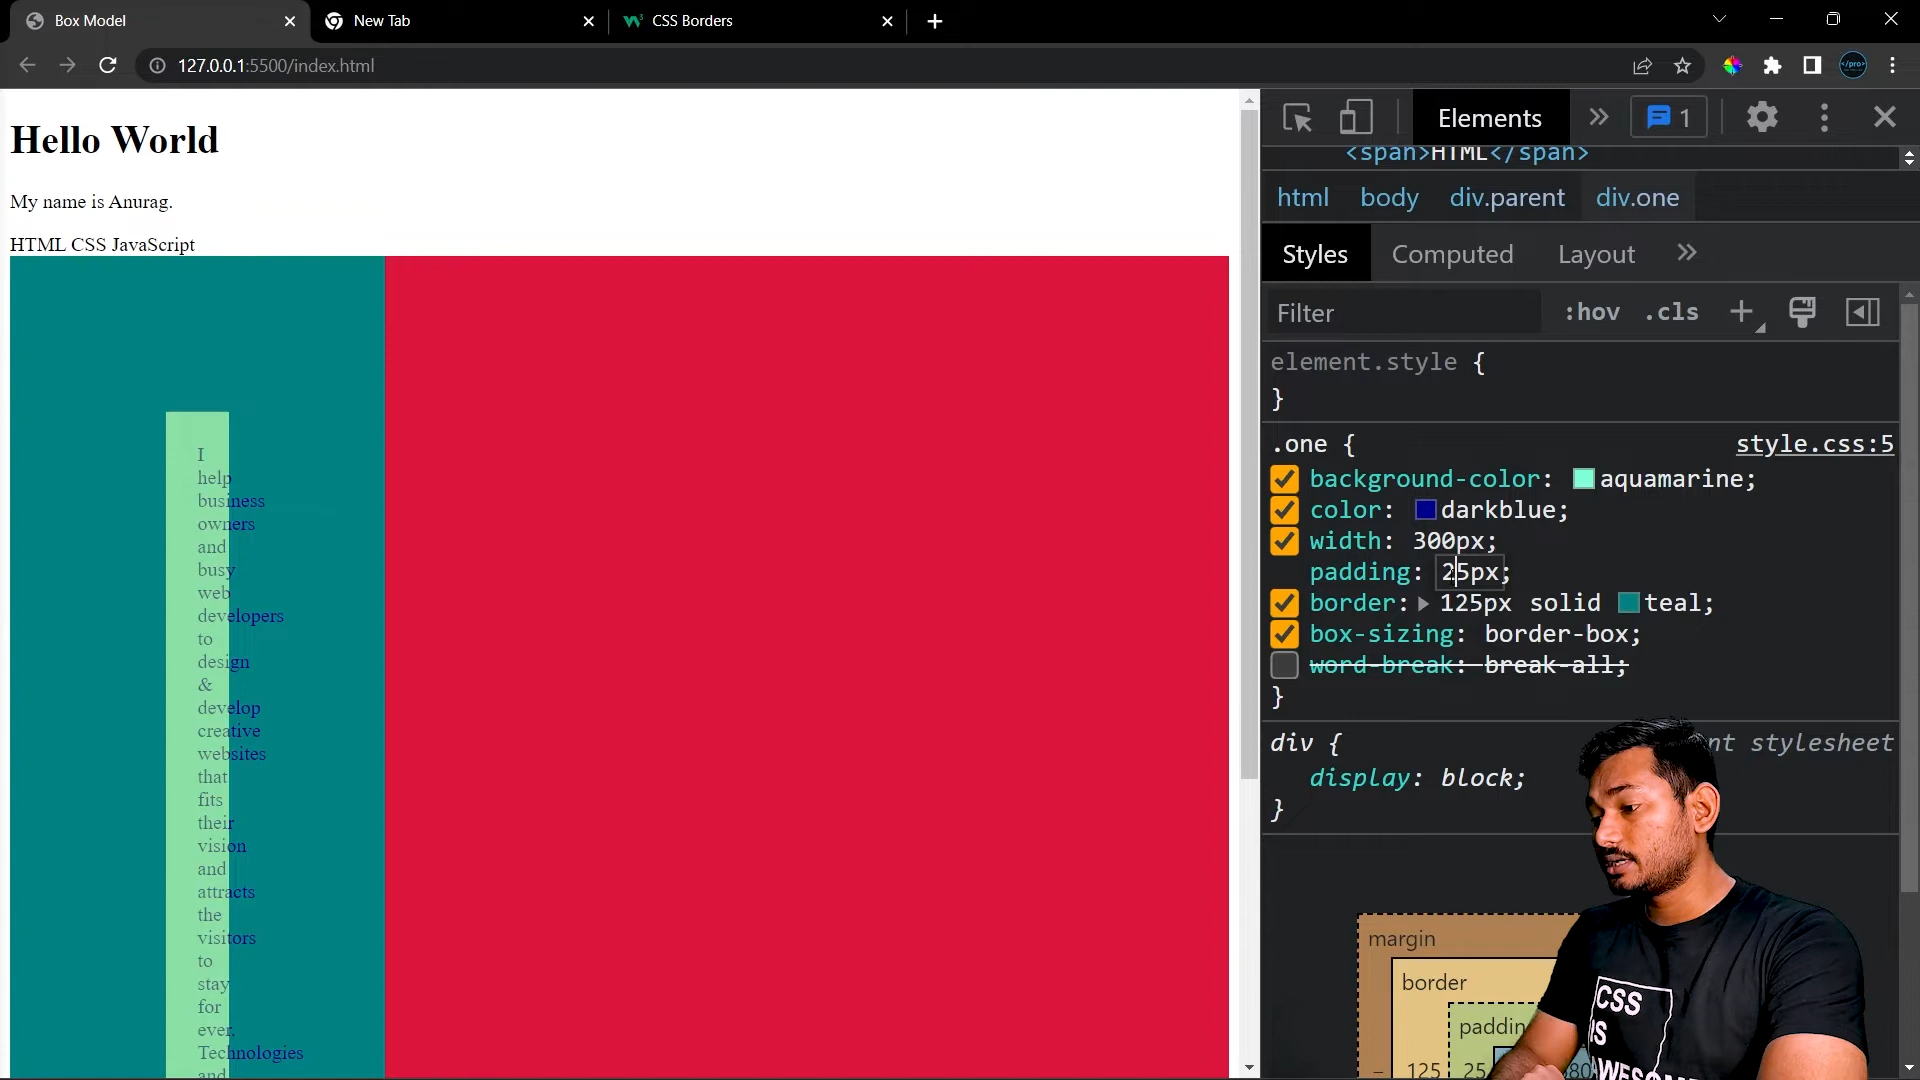 Box Model
New Tab
CSS Borders
127.0.0.1:5500/index.html
Hello World
My name is Anurag.
HTML CSS JavaScript
I
help
business
owners
and
busy
web
developers
to
design
&
develop
creative
websites
that
fits
their
vision
and
attracts
the
visitors
to
stay
for
ever.
Technologies
and
Elements
1
<span>HTML</span>
html body div.parent div.one
Styles Computed Layout
Filter :hov .cls
element.style {
}
.one { style.css:5
background-color: aquamarine;
color: darkblue;
width: 300px;
padding: 25px;
border: 125px solid teal;
box-sizing: border-box;
word-break: break-all;
}
div { nt stylesheet
display: block;
}
margin
border
paddin
125 25
CSS
IS
AWESOM